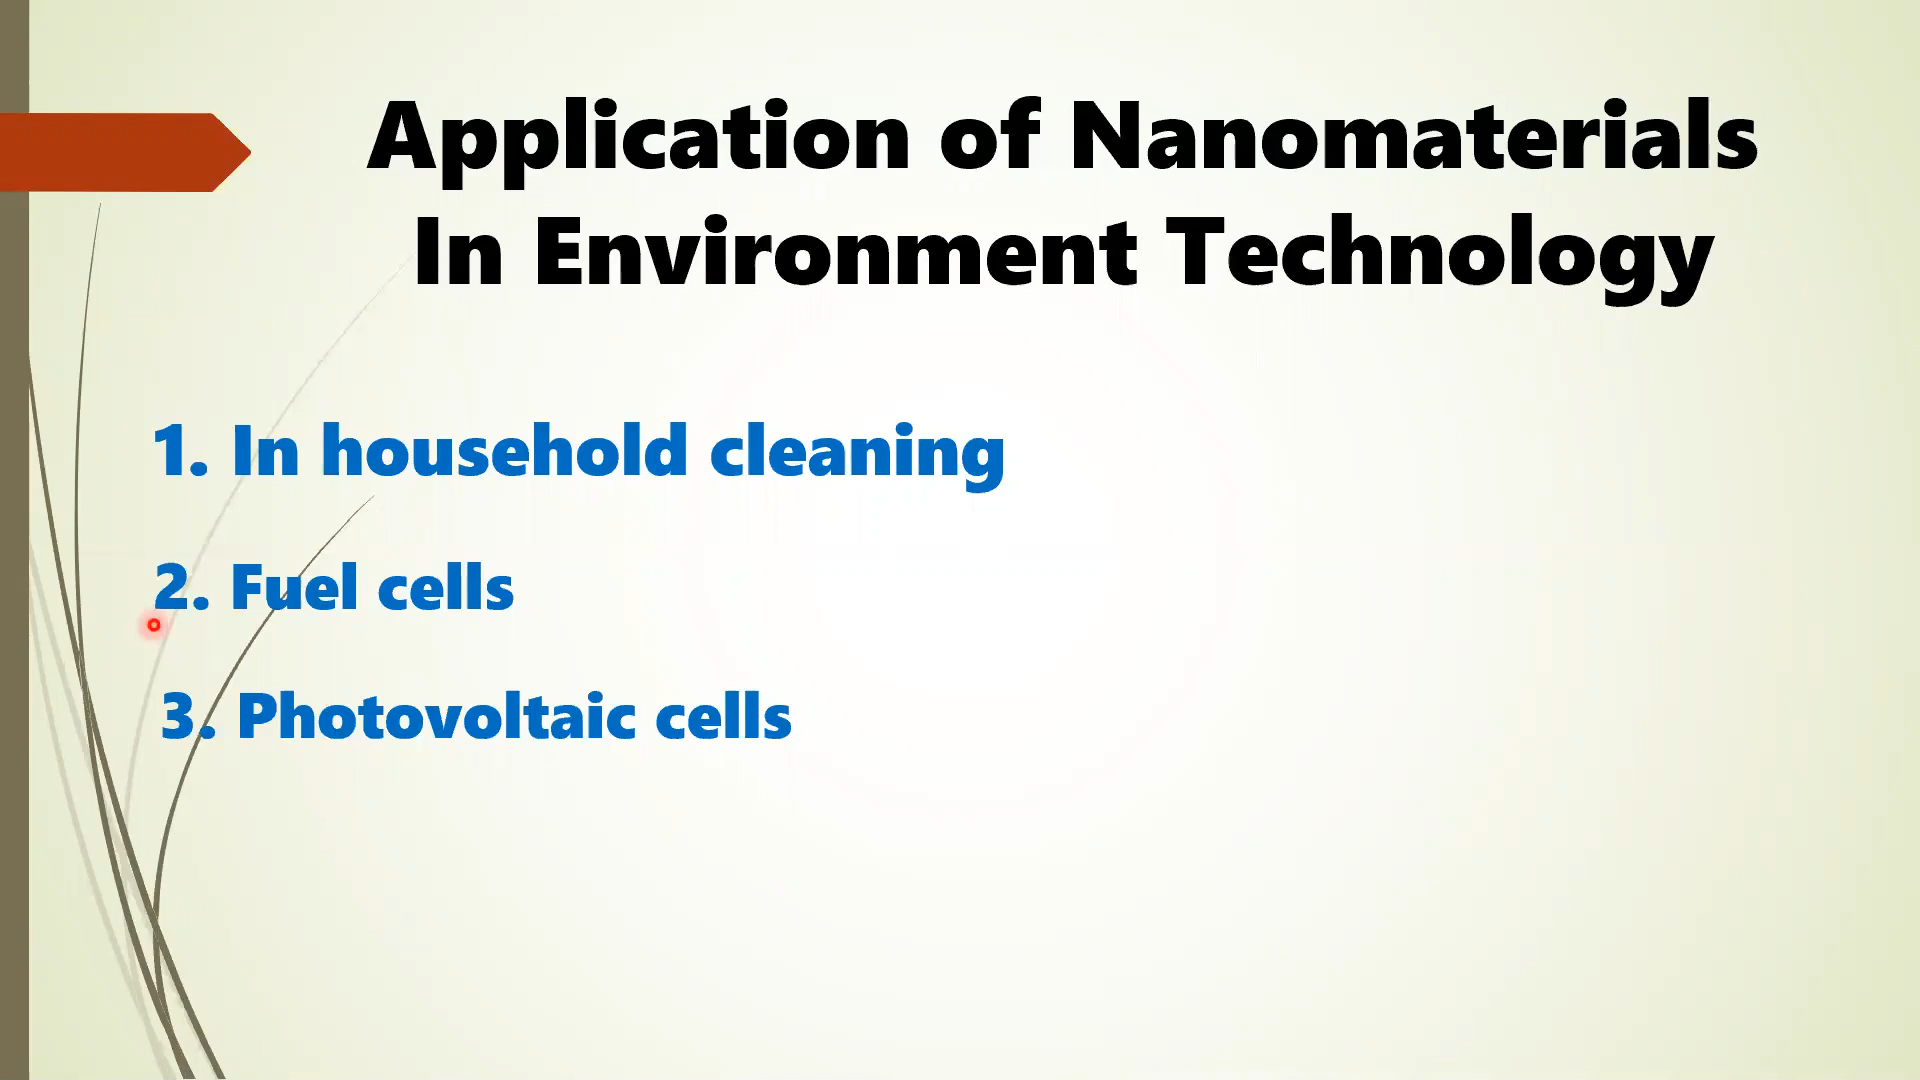 Application of Nanomaterials
In Environment Technology
1. In household cleaning
2. Fuel cells
3. Photovoltaic cells